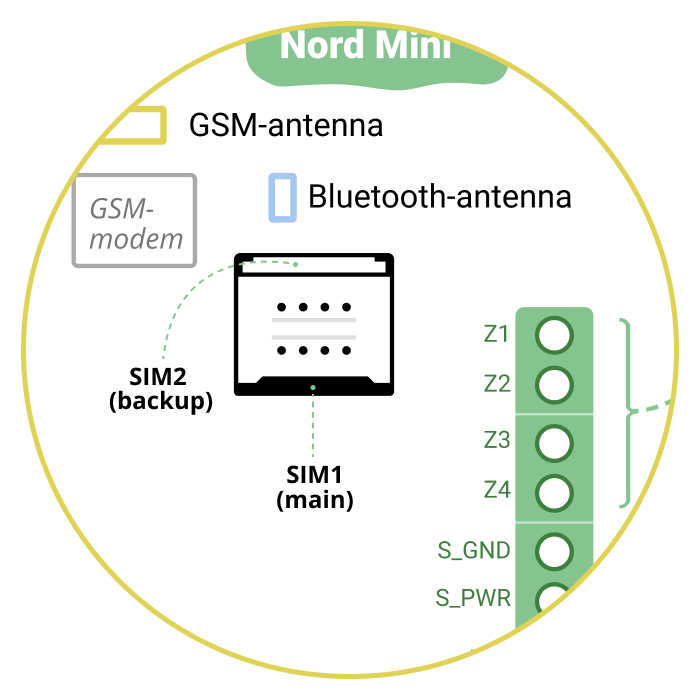 Nord Mini
GSM-antenna
GSM-
modem
Bluetooth-antenna
SIM2
(backup)
SIM1
(main)
Z1
Z2
Z3
Z4
S_GND
S_PWR